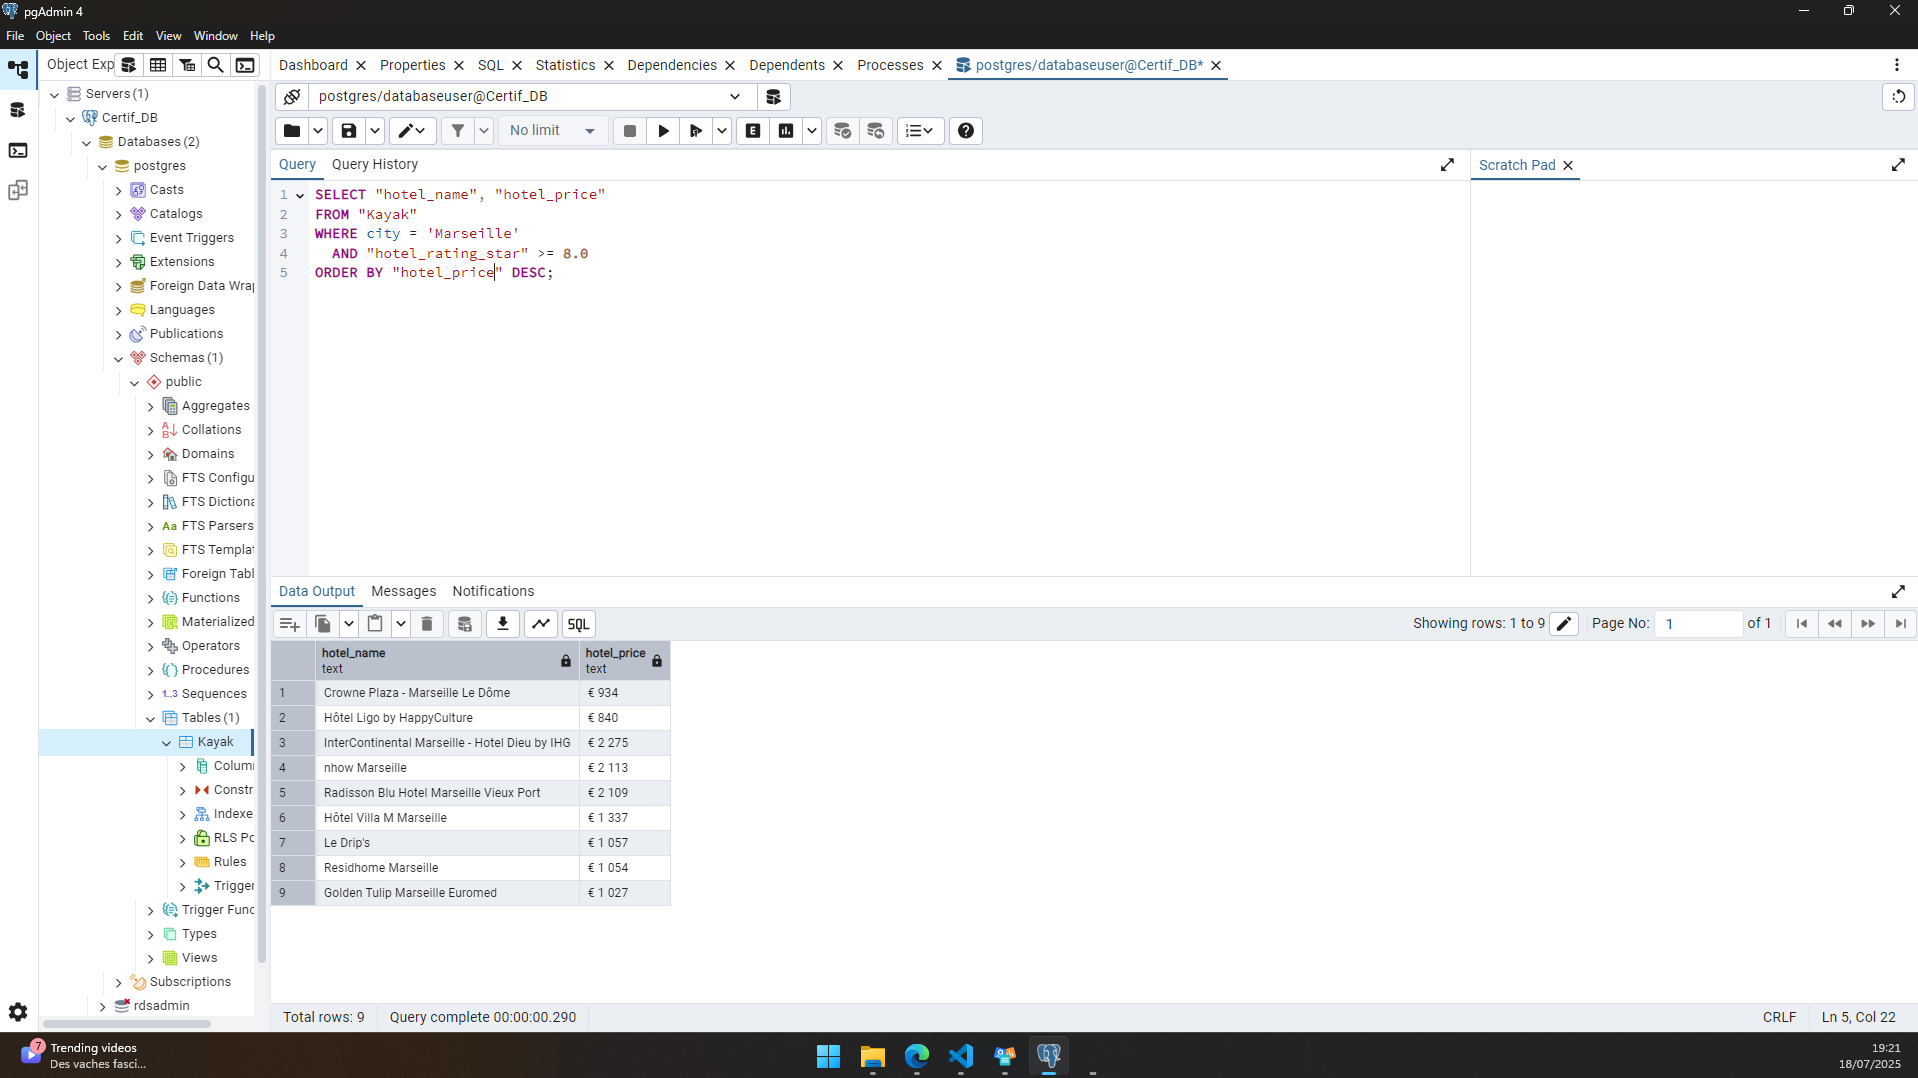 pgAdmin 4
File Object Tools Edit View Window Help
Object Exp
Dashboard Properties SQL Statistics Dependencies Dependents Processes postgres/databaseuser@Certif_DB*
Servers (1)
Certif_DB
Databases (2)
postgres
Casts
Catalogs
Event Triggers
Extensions
Foreign Data Wrap
Languages
Publications
Schemas (1)
public
Aggregates
Collations
Domains
FTS Configu
FTS Dictiona
FTS Parsers
FTS Templat
Foreign Tabl
Functions
Materialized
Operators
Procedures
1..3 Sequences
Tables (1)
Kayak
Colum
Constr
Indexe
RLS Po
Rules
Trigger
Trigger Func
Types
Views
Subscriptions
rdsadmin
postgres/databaseuser@Certif_DB
No limit
Query Query History
Scratch Pad
1 SELECT "hotel_name", "hotel_price"
2 FROM "Kayak"
3 WHERE city = 'Marseille'
4 AND "hotel_rating_star" >= 8.0
5 ORDER BY "hotel_price" DESC;
Data Output Messages Notifications
SQL
Showing rows: 1 to 9 Page No: 1 of 1
hotel_name hotel_price
text text
1 Crowne Plaza - Marseille Le Dôme € 934
2 Hôtel Ligo by HappyCulture € 840
3 InterContinental Marseille - Hotel Dieu by IHG € 2 275
4 nhow Marseille € 2 113
5 Radisson Blu Hotel Marseille Vieux Port € 2 109
6 Hôtel Villa M Marseille € 1 337
7 Le Drip's € 1 057
8 Residhome Marseille € 1 054
9 Golden Tulip Marseille Euromed € 1 027
Total rows: 9 Query complete 00:00:00.290 CRLF Ln 5, Col 22
7
Trending videos
Des vaches fasci...
19:21
18/07/2025